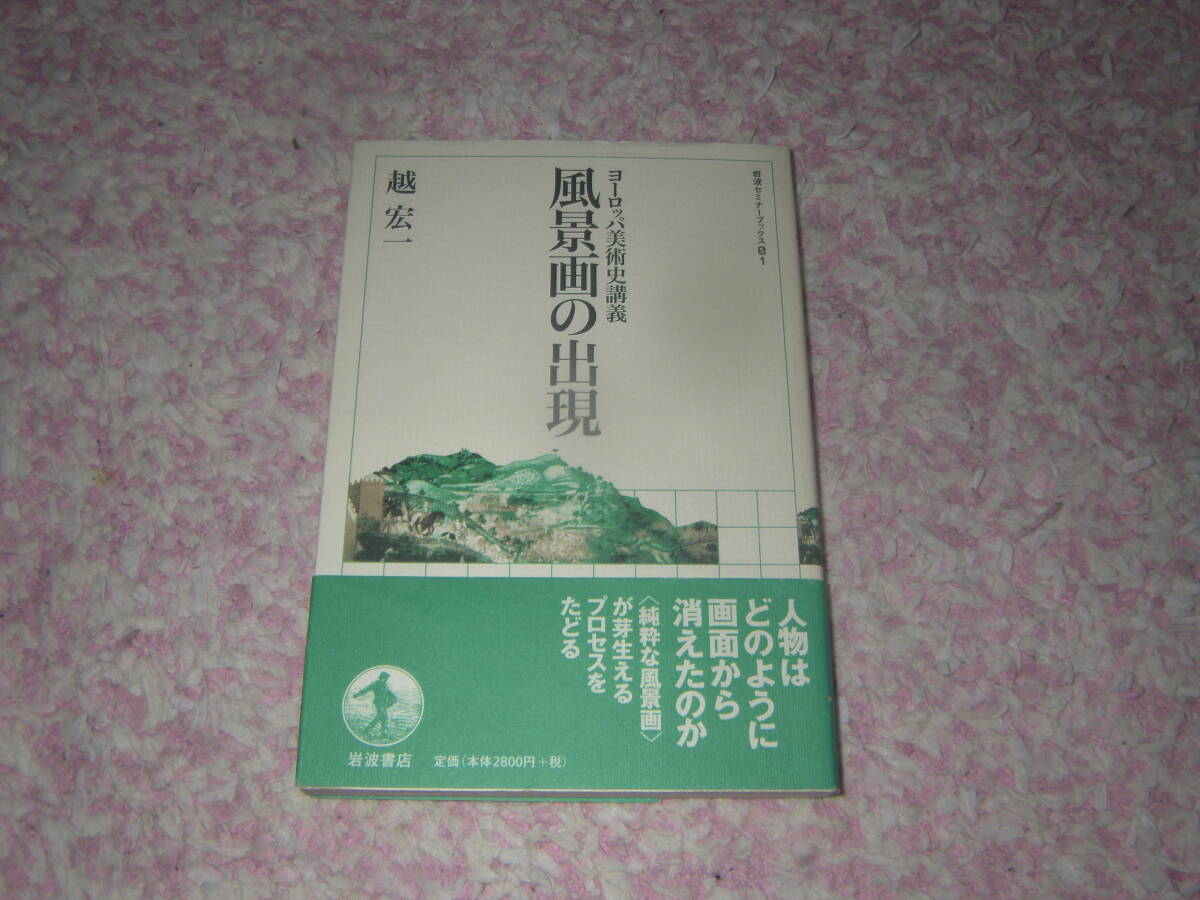 岩波セミナーブックスS1
ヨーロッパ美術史講義
風景画の出現
越 宏一
人物は
どのように
画面から
消えたのか
〈純粋な風景画〉
が芽生える
プロセスを
たどる
岩波書店
定価(本体2800円+税)